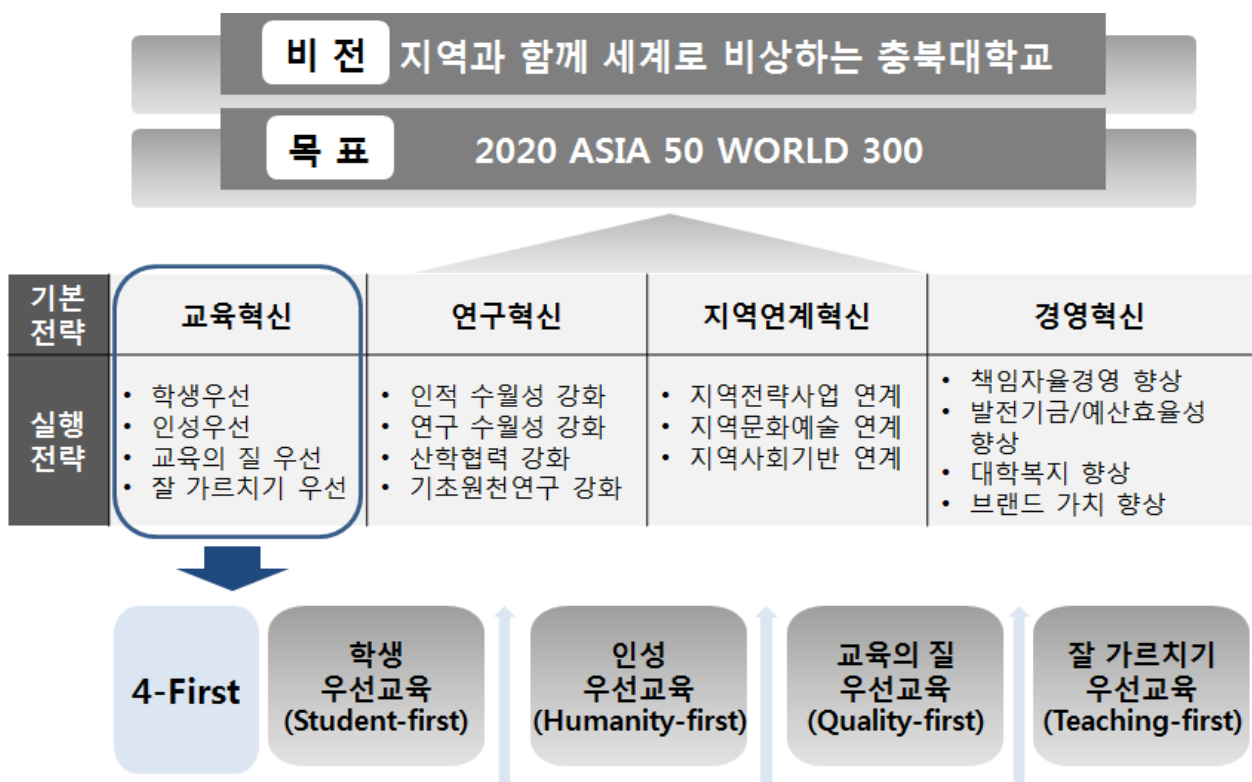 비 전 지역과 함께 세계로 비상하는 충북대학교
목 표 2020 ASIA 50 WORLD 300
기본
전략
교육혁신
연구혁신
지역연계혁신
경영혁신
실행
전략
• 학생우선
• 인성우선
• 교육의 질 우선
• 잘 가르치기 우선
• 인적 수월성 강화
• 연구 수월성 강화
• 산학협력 강화
• 기초원천연구 강화
• 지역전략사업 연계
• 지역문화예술 연계
• 지역사회기반 연계
• 책임자율경영 향상
• 발전기금/예산효율성
향상
• 대학복지 향상
• 브랜드 가치 향상
4-First
학생
우선교육
(Student-first)
인성
우선교육
(Humanity-first)
교육의 질
우선교육
(Quality-first)
잘 가르치기
우선교육
(Teaching-first)